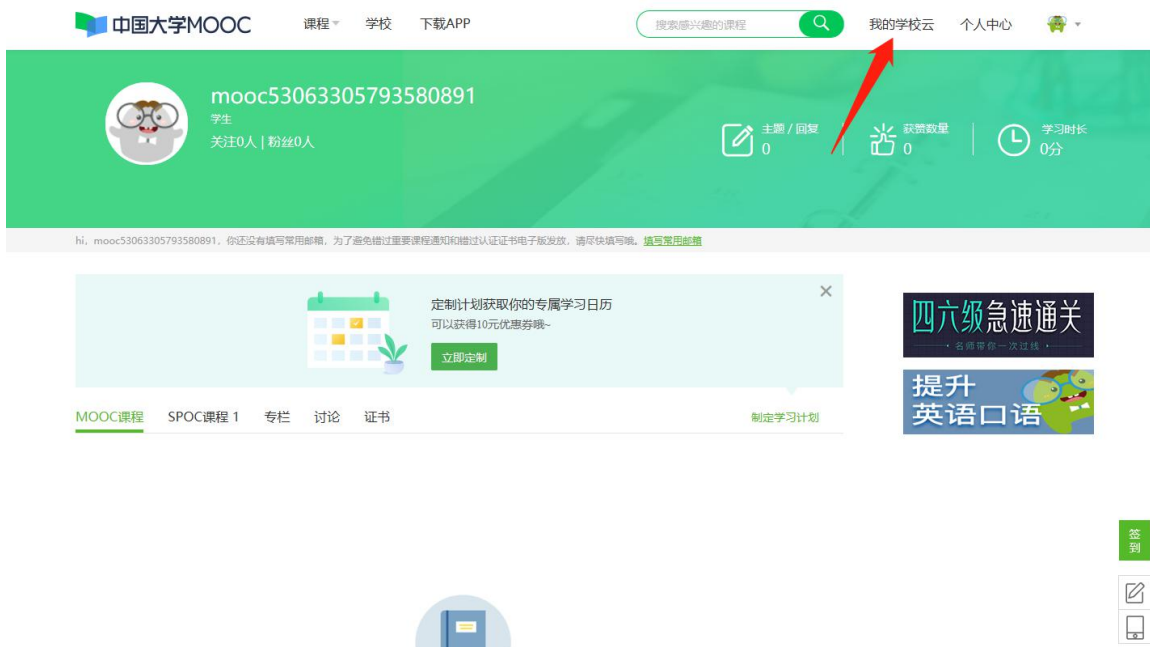 中国大学MOOC 课程 学校 下载APP 搜索感兴趣的课程 我的学校云 个人中心
mooc53063305793580891
学生
关注0人 | 粉丝0人
主题 / 回复
0
获赞数量
0
学习时长
0分
hi, mooc53063305793580891, 你还没有填写常用邮箱, 为了避免错过重要课程通知和错过认证证书电子版发放, 请尽快填写哦。填写常用邮箱
定制计划获取你的专属学习日历
可以获得10元优惠券哦~
立即定制
四六级急速通关
· 名师带你一次过线 ·
提升
英语口语
MOOC课程 SPOC课程 1 专栏 讨论 证书 制定学习计划
签
到